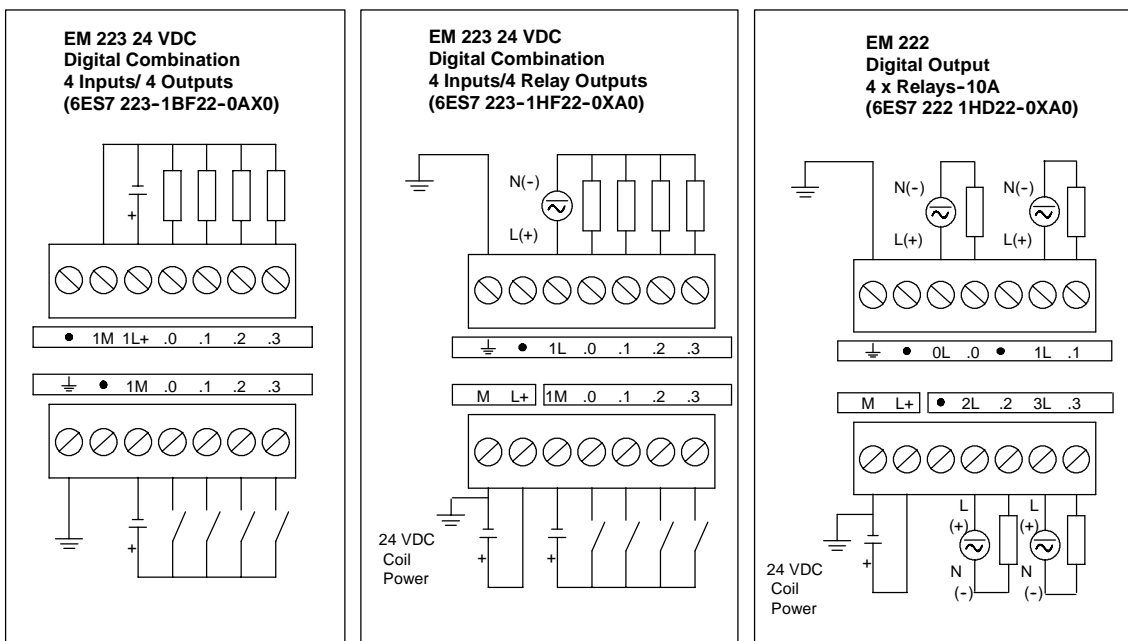 EM 223 24 VDC
Digital Combination
4 Inputs/ 4 Outputs
(6ES7 223-1BF22-0AX0)
+
● 1M 1L+ .0 .1 .2 .3
● 1M .0 .1 .2 .3
+
EM 223 24 VDC
Digital Combination
4 Inputs/4 Relay Outputs
(6ES7 223-1HF22-0XA0)
N(-)
L(+)
● 1L .0 .1 .2 .3
M L+ 1M .0 .1 .2 .3
24 VDC
Coil
Power
+ +
EM 222
Digital Output
4 x Relays-10A
(6ES7 222 1HD22-0XA0)
N(-) N(-)
L(+) L(+)
● 0L .0 ● 1L .1
M L+ ● 2L .2 3L .3
L L
(+) (+)
+
24 VDC
Coil
Power
N N
(-) (-)